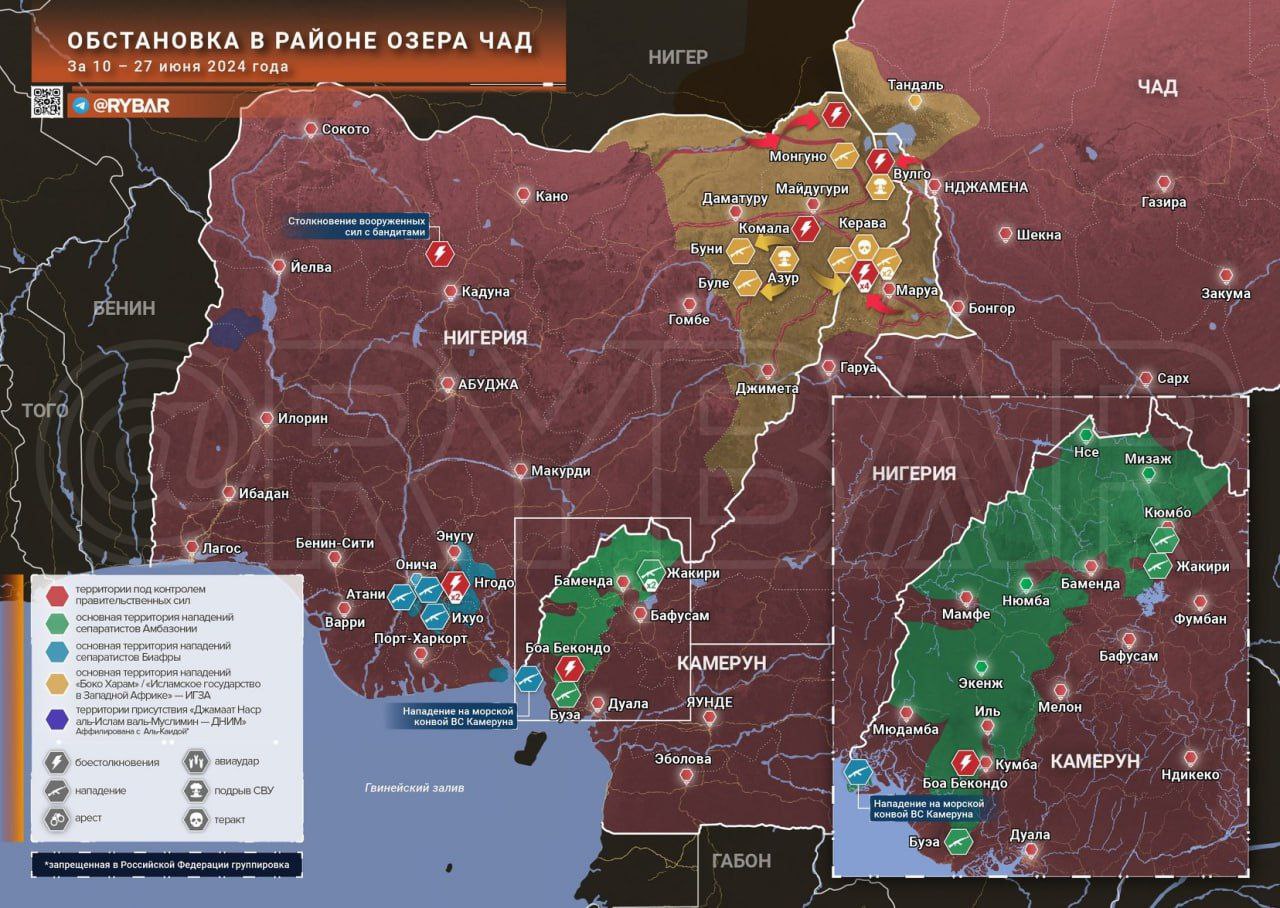 ОБСТАНОВКА В РАЙОНЕ ОЗЕРА ЧАД
За 10 – 27 июня 2024 года
@RYBAR
НИГЕР
ЧАД
Тандаль
Сокото
Монгуно
Вулго
НДЖАМЕНА
Газира
Кано
Даматуру
Майдугури
Столкновение вооруженных
сил с бандитами
Комала
Керава
Шекна
Буни
Йелва
Азур
x2
Буле
x4
Маруа
Закума
Кадуна
БЕНИН
Гомбе
Бонгор
НИГЕРИЯ
Гаруа
АБУДЖА
Джимета
Сарх
ТОГО
Илорин
@RYBAR
Макурди
Ибадан
Лагос
Бенин-Сити
Энугу
Онича
Нгодо
x2
Атани
Ихуо
Варри
Порт-Харкорт
Баменда
Жакири
x2
Бафусам
Боа Бекондо
КАМЕРУН
Буэа
Дуала
ЯУНДЕ
Нападение на морской
конвой ВС Камеруна
Эболова
Гвинейский залив
ГАБОН
НИГЕРИЯ
Нсе
Мизаж
Кюмбо
Жакири
Баменда
Нюмба
Мамфе
Фумбан
Бафусам
Экенж
Мелон
Иль
Мюдамба
КАМЕРУН
Кумба
Боа Бекондо
Ндикеко
Нападение на морской
конвой ВС Камеруна
Дуала
Буэа
территории под контролем
правительственных сил
основная территория нападений
сепаратистов Амбазонии
основная территория нападений
сепаратистов Биафры
основная территория нападений
«Боко Харам» / «Исламское государство
в Западной Африке» — ИГЗА
территории присутствия «Джамаат Наср
аль-Ислам валь-Муслимин — ДНИМ»
Аффилирована с Аль-Каидой*
боестолкновения
авиаудар
нападение
подрыв СВУ
арест
теракт
*запрещенная в Российской Федерации группировка